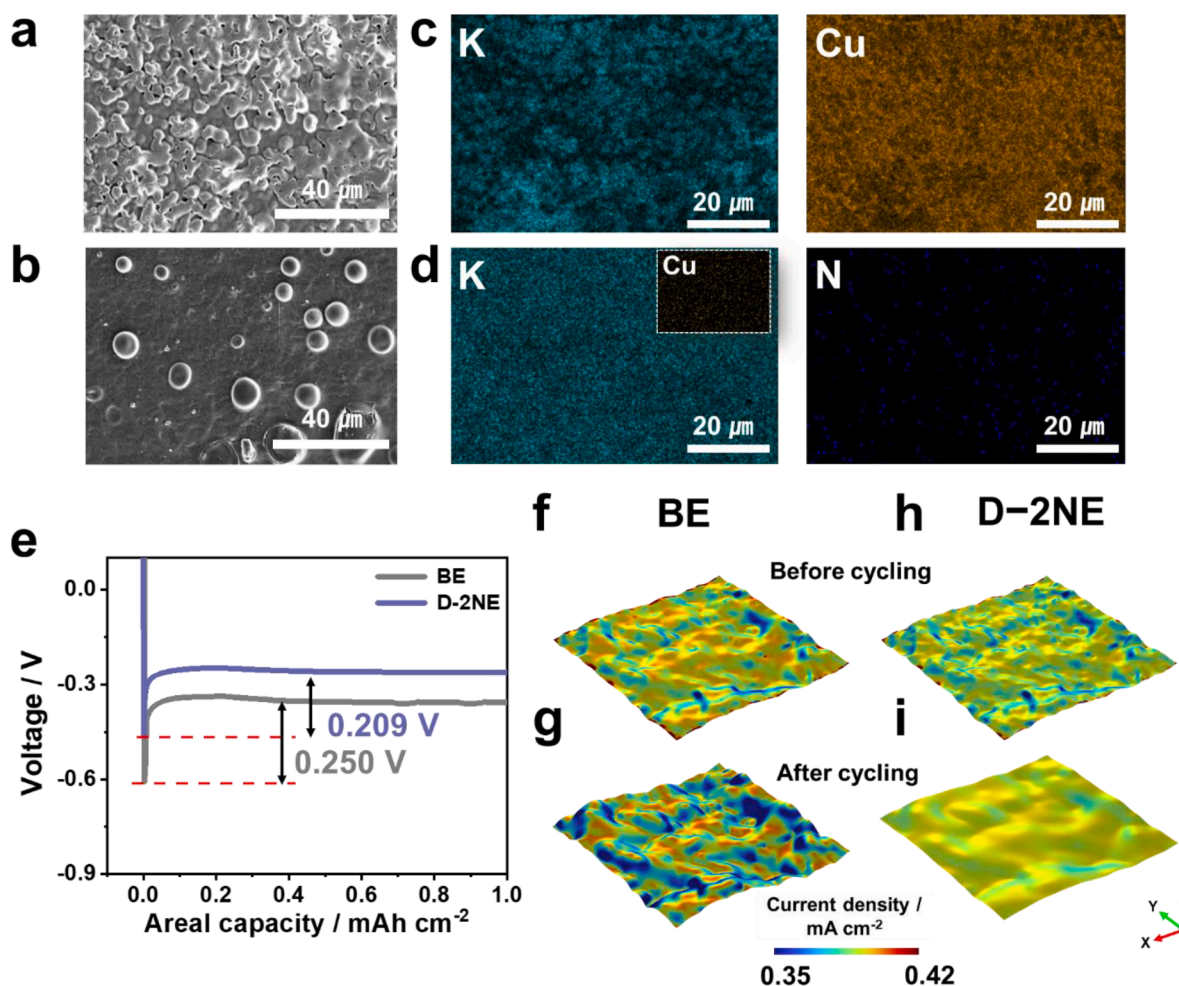 a
40 μm
c
K
20 μm
Cu
20 μm
b
40 μm
d
K
Cu
20 μm
N
20 μm
e
BE
D-2NE
0.0
-0.3
-0.6
-0.9
Voltage / V
0.209 V
0.250 V
0.0
0.2
0.4
0.6
0.8
1.0
Areal capacity / mAh cm-2
f
BE
h
D−2NE
Before cycling
g
i
After cycling
Current density /
mA cm-2
0.35
0.42
Y
X